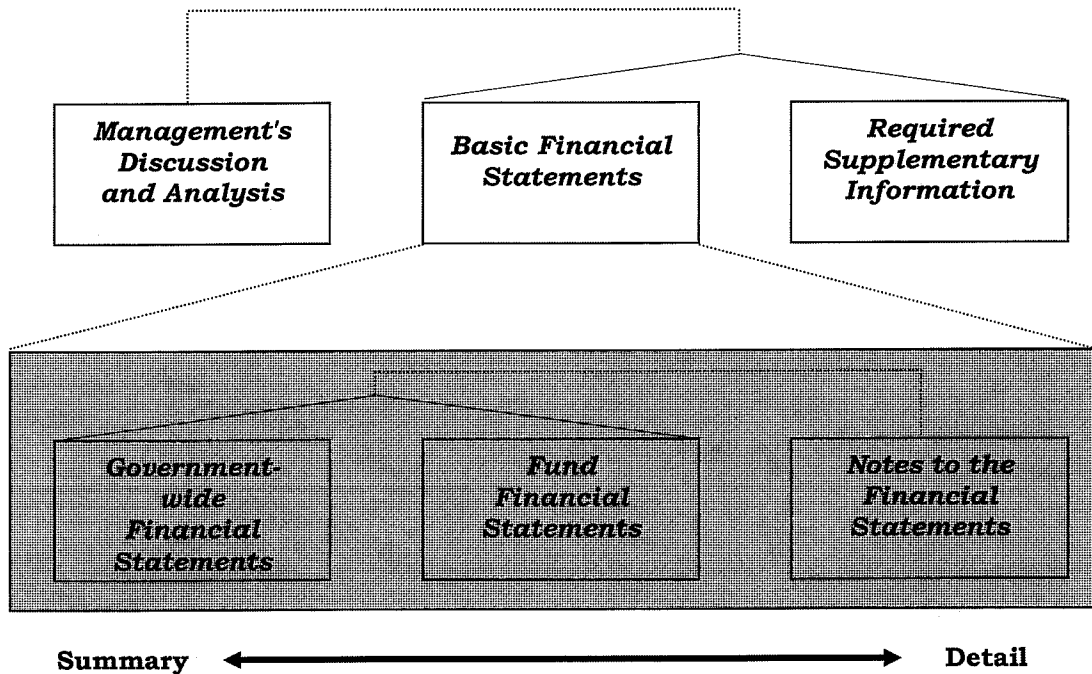 Management's
Discussion
and Analysis
Basic Financial
Statements
Required
Supplementary
Information
Government-
wide
Financial
Statements
Fund
Financial
Statements
Notes to the
Financial
Statements
Summary
Detail